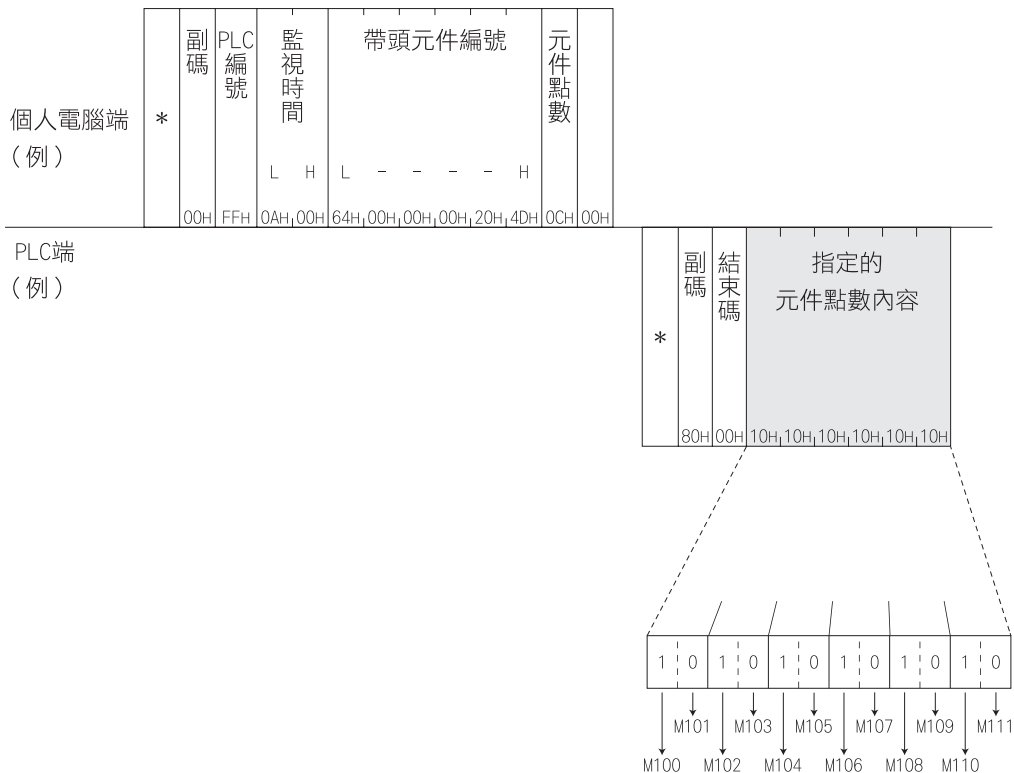 個人電腦端
（例）
*
副碼
PLC
編號
監視時間
帶頭元件編號
元件點數
L H L - - - - H
00H FFH 0AH 00H 64H 00H 00H 00H 20H 4DH 0CH 00H
PLC端
（例）
*
副碼
結束碼
指定的
元件點數內容
80H 00H 10H 10H 10H 10H 10H 10H
1 0 1 0 1 0 1 0 1 0 1 0
M101 M103 M105 M107 M109 M111
M100 M102 M104 M106 M108 M110